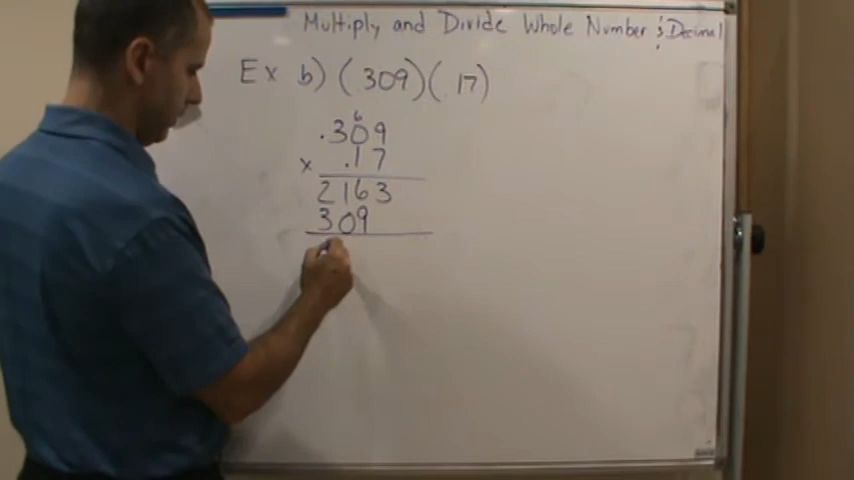 Multiply and Divide Whole Number & Decimal
Ex b) (309)(.17)
6
.309
x .17
2163
309